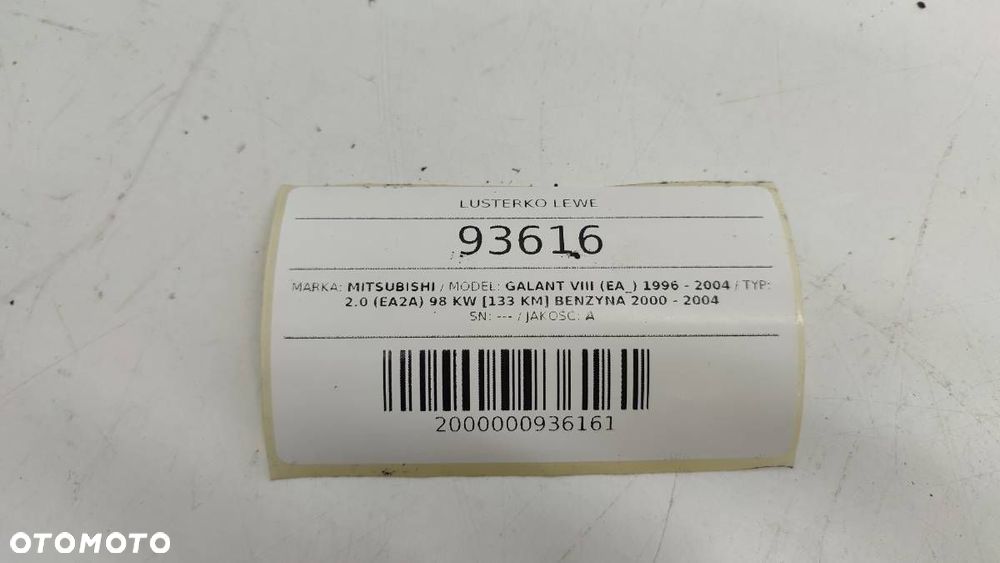 LUSTERKO LEWE
93616
MARKA: MITSUBISHI / MODEL: GALANT VIII (EA_) 1996 - 2004 / TYP:
2.0 (EA2A) 98 KW [133 KM] BENZYNA 2000 - 2004
SN: --- / JAKOŚĆ: A
2000000936161
OTOMOTO